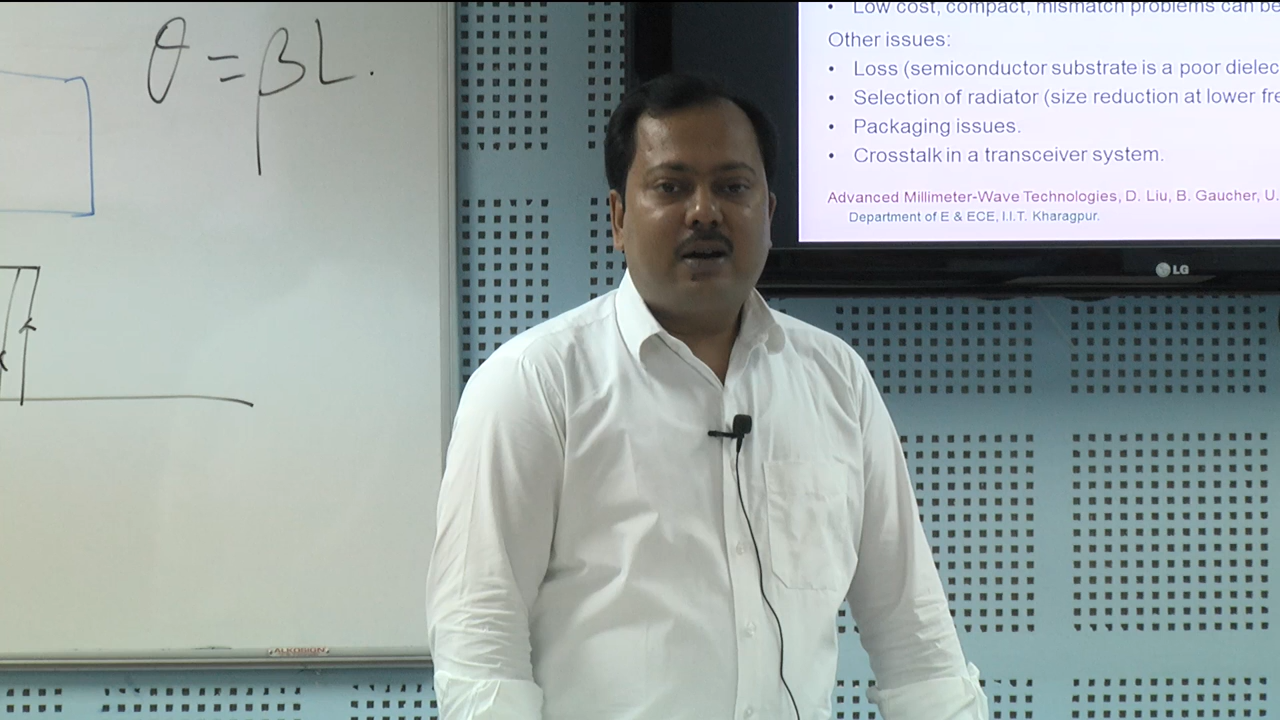 θ = βL.
• Low cost, compact, mismatch problems can be
Other issues:
• Loss (semiconductor substrate is a poor dielec
• Selection of radiator (size reduction at lower fre
• Packaging issues.
• Crosstalk in a transceiver system.
Advanced Millimeter-Wave Technologies, D. Liu, B. Gaucher, U.
Department of E & ECE, I.I.T. Kharagpur.
LG